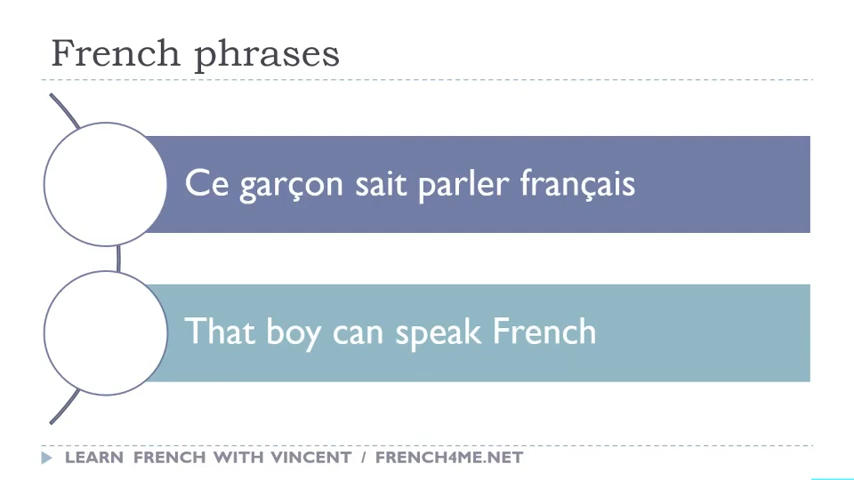 French phrases
Ce garçon sait parler français
That boy can speak French
LEARN FRENCH WITH VINCENT / FRENCH4ME.NET